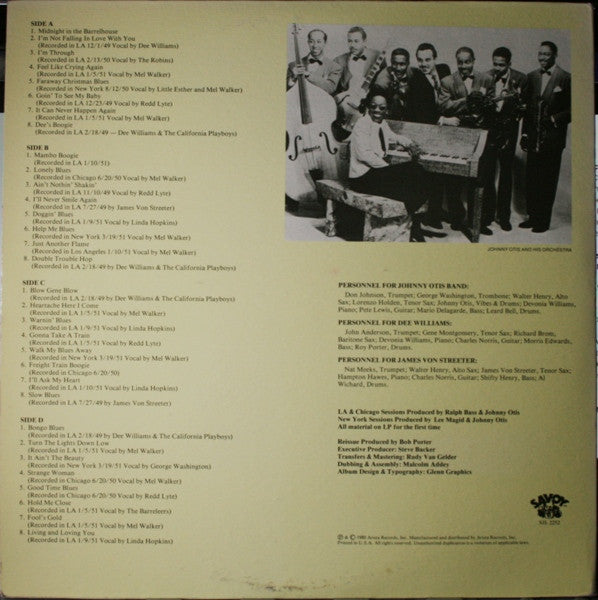 SIDE A
1. Midnight in the Barrelhouse
2. I'm Not Falling In Love With You
(Recorded in LA 12/1/49 Vocal by Dee Williams)
3. I'm Through
(Recorded in LA 2/13/50 Vocal by The Robins)
4. Feel Like Crying Again
(Recorded in LA 1/5/51 Vocal by Mel Walker)
5. Faraway Christmas Blues
(Recorded in New York 8/12/50 Vocal by Little Esther and Mel Walker)
6. Goin' To See My Baby
(Recorded in LA 12/23/49 Vocal by Redd Lyte)
7. It Can Never Happen Again
(Recorded in LA 1/5/51 Vocal by Mel Walker)
8. Dee's Boogie
(Recorded in LA 2/18/49 — Dee Williams & The California Playboys)
SIDE B
1. Mambo Boogie
(Recorded in LA 1/10/51)
2. Lonely Blues
(Recorded in Chicago 6/20/50 Vocal by Mel Walker)
3. Ain't Nothin' Shakin'
(Recorded in LA 11/10/49 Vocal by Redd Lyte)
4. I'll Never Smile Again
(Recorded in LA 7/27/49 by James Von Streeter)
5. Doggin' Blues
(Recorded in LA 1/9/51 Vocal by Linda Hopkins)
6. Help Me Blues
(Recorded in New York 3/19/51 Vocal by Mel Walker)
7. Just Another Flame
(Recorded in Los Angeles 1/10/51 Vocal by Mel Walker)
8. Double Trouble Hop
(Recorded in LA 2/18/49 by Dee Williams & The California Playboys)
SIDE C
1. Blow Gene Blow
(Recorded in LA 2/18/49 by Dee Williams & The California Playboys)
2. Heartache Here I Come
(Recorded in LA 1/5/51 Vocal by Mel Walker)
3. Warnin' Blues
(Recorded in LA 1/9/51 Vocal by Linda Hopkins)
4. Gonna Take A Train
(Recorded in LA 1/5/51 Vocal by Redd Lyte)
5. Walk My Blues Away
(Recorded in New York 3/19/51 Vocal by Mel Walker)
6. Freight Train Boogie
(Recorded in Chicago 6/20/50)
7. I'll Ask My Heart
(Recorded in LA 1/10/51 Vocal by Linda Hopkins)
8. Slow Blues
(Recorded in LA 7/27/49 by James Von Streeter)
SIDE D
1. Bongo Blues
(Recorded in LA 2/18/49 by Dee Williams & The California Playboys)
2. Turn The Lights Down Low
(Recorded in LA 1/5/51 Vocal by Mel Walker)
3. It Ain't The Beauty
(Recorded in New York 3/19/51 Vocal by George Washington)
4. Strange Woman
(Recorded in Chicago 6/20/50 Vocal by Mel Walker)
5. Good Time Blues
(Recorded in Chicago 6/20/50 Vocal by Redd Lyte)
6. Hold Me Close
(Recorded in LA 1/5/51 Vocal by The Barreleers)
7. Fool's Gold
(Recorded in LA 1/5/51 Vocal by Mel Walker)
8. Living and Loving You
(Recorded in LA 1/9/51 Vocal by Linda Hopkins)
JOHNNY OTIS AND HIS ORCHESTRA
PERSONNEL FOR JOHNNY OTIS BAND:
Don Johnson, Trumpet; George Washington, Trombone; Walter Henry, Alto
Sax; Lorenzo Holden, Tenor Sax; Johnny Otis, Vibes & Drums; Devonia Williams,
Piano; Pete Lewis, Guitar; Mario Delagarde, Bass; Leard Bell, Drums.
PERSONNEL FOR DEE WILLIAMS:
John Anderson, Trumpet; Gene Montgomery, Tenor Sax; Richard Brom,
Baritone Sax; Devonia Williams, Piano; Charles Norris, Guitar; Morris Edwards,
Bass; Roy Porter, Drums.
PERSONNEL FOR JAMES VON STREETER:
Nat Meeks, Trumpet; Walter Henry, Alto Sax; James Von Streeter, Tenor Sax;
Hampton Hawes, Piano; Charles Norris, Guitar; Shifty Henry, Bass; Al
Wichard, Drums.
LA & Chicago Sessions Produced by Ralph Bass & Johnny Otis
New York Sessions Produced by Lee Magid & Johnny Otis
All material on LP for the first time
Reissue Produced by Bob Porter
Executive Producer: Steve Backer
Transfers & Mastering: Rudy Van Gelder
Dubbing & Assembly: Malcolm Addey
Album Design & Typography: Glenn Graphics
SAVOY
SJL 2252
℗ & © 1980 Arista Records, Inc. Manufactured and distributed by Arista Records, Inc.
Printed in U.S.A. All rights reserved. Unauthorized duplication is a violation of applicable laws.